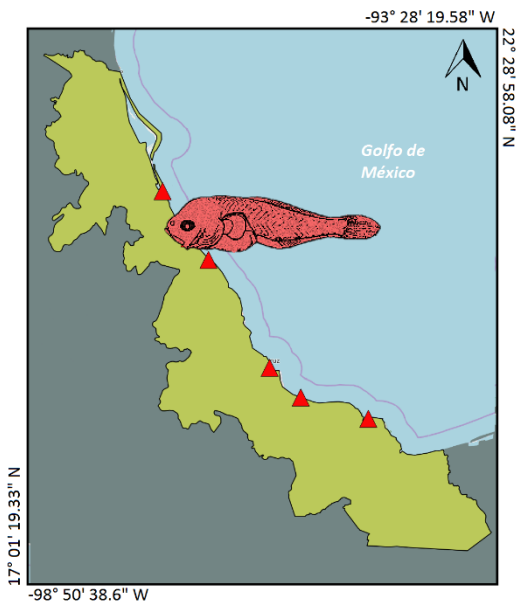 -93° 28' 19.58" W
22° 28' 58.08" N
N
Golfo de
México
17° 01' 19.33" N
-98° 50' 38.6" W